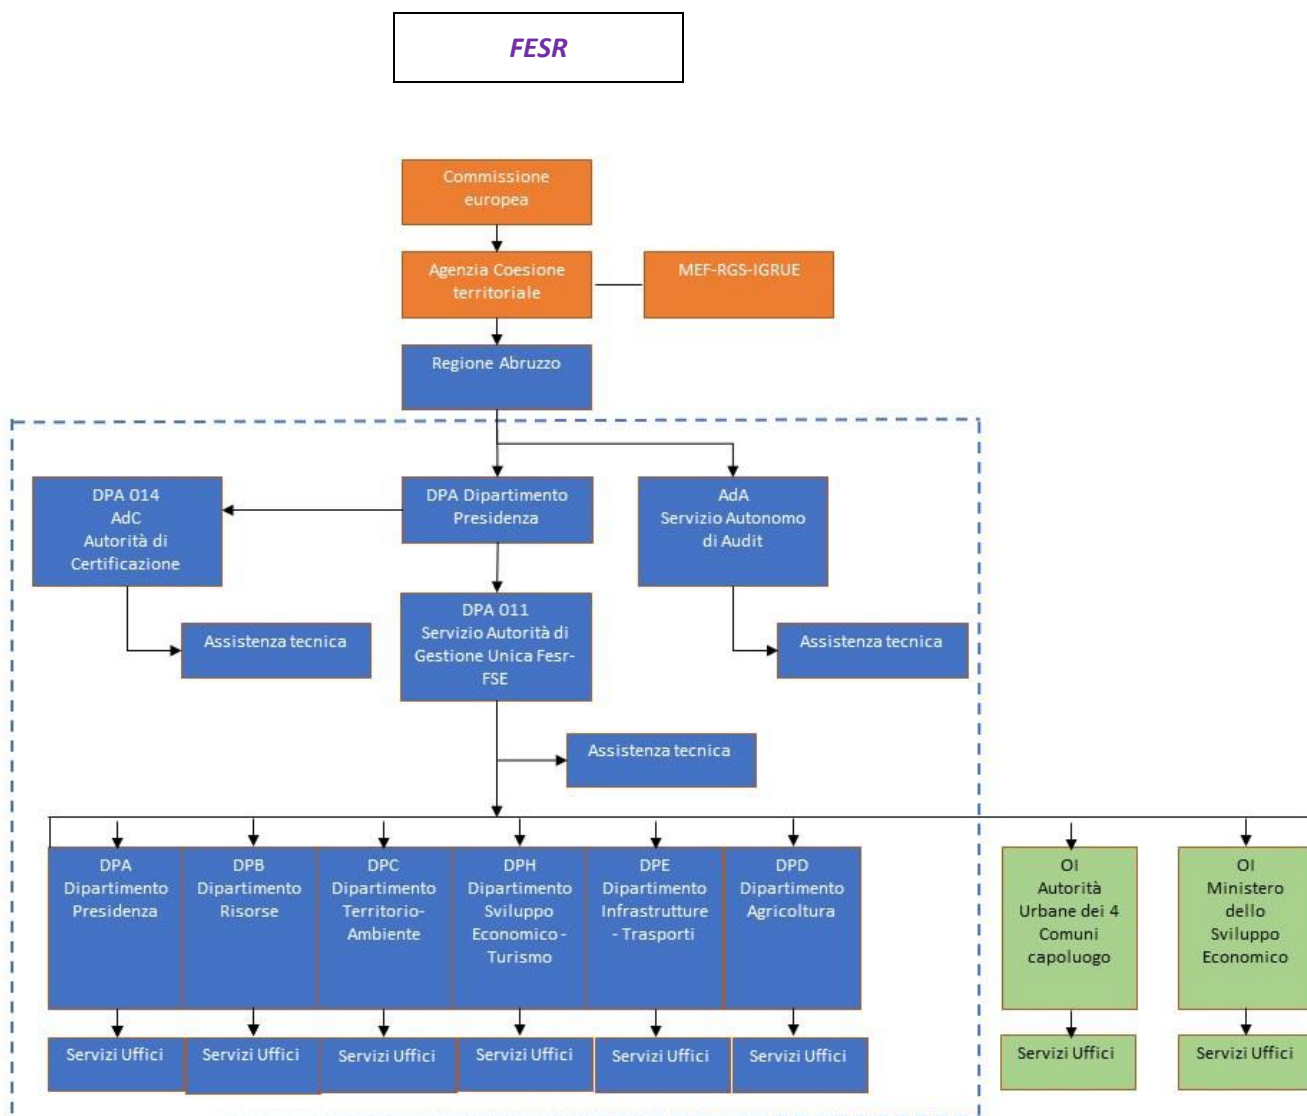 FESR
Commissione
europea
Agenzia Coesione
territoriale
MEF-RGS-IGRUE
Regione Abruzzo
DPA 014
AdC
Autorità di
Certificazione
DPA Dipartimento
Presidenza
AdA
Servizio Autonomo
di Audit
DPA 011
Servizio Autorità di
Gestione Unica Fesr-
FSE
Assistenza tecnica
Assistenza tecnica
Assistenza tecnica
DPA
Dipartimento
Presidenza
DPB
Dipartimento
Risorse
DPC
Dipartimento
Territorio-
Ambiente
DPH
Dipartimento
Sviluppo
Economico -
Turismo
DPE
Dipartimento
Infrastrutture
- Trasporti
DPD
Dipartimento
Agricoltura
OI
Autorità
Urbane dei 4
Comuni
capoluogo
OI
Ministero
dello
Sviluppo
Economico
Servizi Uffici
Servizi Uffici
Servizi Uffici
Servizi Uffici
Servizi Uffici
Servizi Uffici
Servizi Uffici
Servizi Uffici